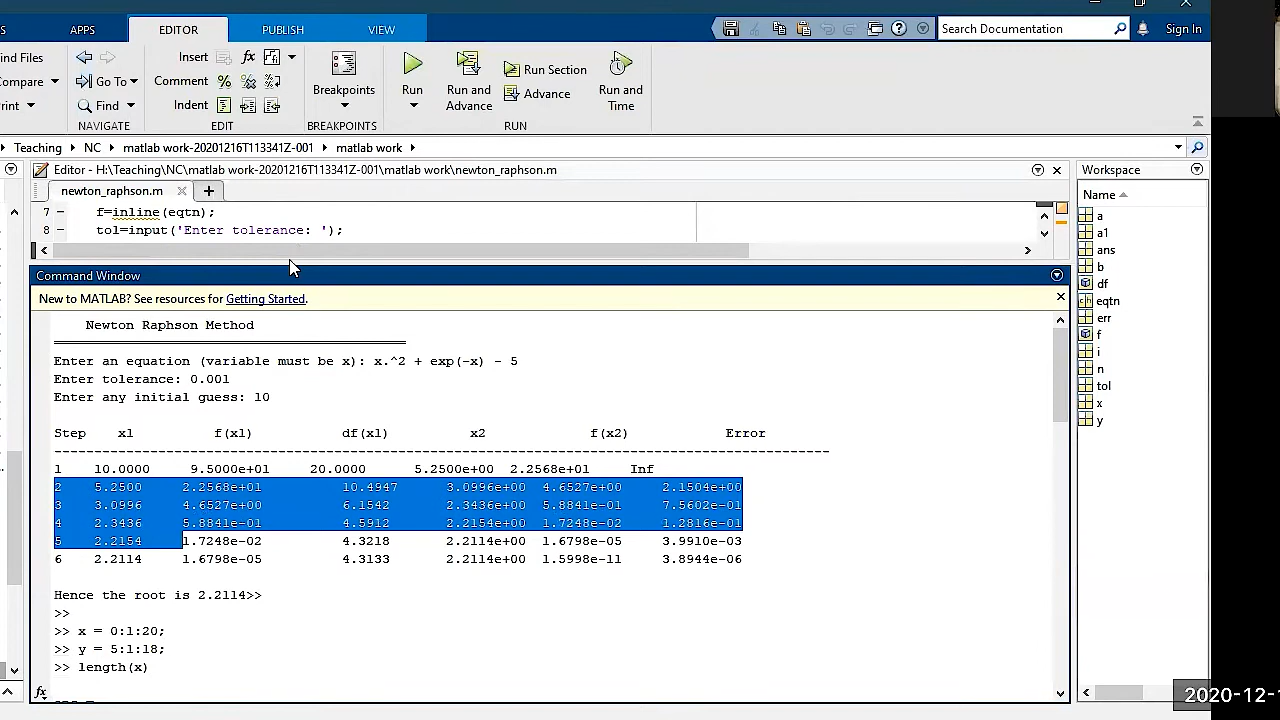 APPS EDITOR PUBLISH VIEW Search Documentation Sign In
Find Files Insert fx
Compare Go To Comment Breakpoints Run Run and Advance Run Section Advance Run and Time
Print Find Indent
NAVIGATE EDIT BREAKPOINTS RUN
Teaching NC matlab work-20201216T113341Z-001 matlab work
Editor - H:\Teaching\NC\matlab work-20201216T113341Z-001\matlab work\newton_raphson.m
newton_raphson.m
7 – f=inline(eqtn);
8 – tol=input('Enter tolerance: ');
Command Window
New to MATLAB? See resources for Getting Started.
Newton Raphson Method
Enter an equation (variable must be x): x.^2 + exp(-x) - 5
Enter tolerance: 0.001
Enter any initial guess: 10
Step x1 f(x1) df(x1) x2 f(x2) Error
1 10.0000 9.5000e+01 20.0000 5.2500e+00 2.2568e+01 Inf
2 5.2500 2.2568e+01 10.4947 3.0996e+00 4.6527e+00 2.1504e+00
3 3.0996 4.6527e+00 6.1542 2.3436e+00 5.8841e-01 7.5602e-01
4 2.3436 5.8841e-01 4.5912 2.2154e+00 1.7248e-02 1.2816e-01
5 2.2154 1.7248e-02 4.3218 2.2114e+00 1.6798e-05 3.9910e-03
6 2.2114 1.6798e-05 4.3133 2.2114e+00 1.5998e-11 3.8944e-06
Hence the root is 2.2114>>
>>
>> x = 0:1:20;
>> y = 5:1:18;
>> length(x)
fx
Workspace
Name
a
a1
ans
b
df
eqtn
err
f
i
n
tol
x
y
2020-12-1